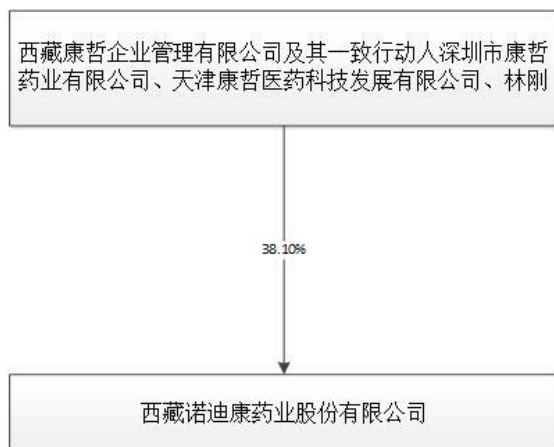 西藏康哲企业管理有限公司及其一致行动人深圳市康哲
药业有限公司、天津康哲医药科技发展有限公司、林刚
38.10%
西藏诺迪康药业股份有限公司